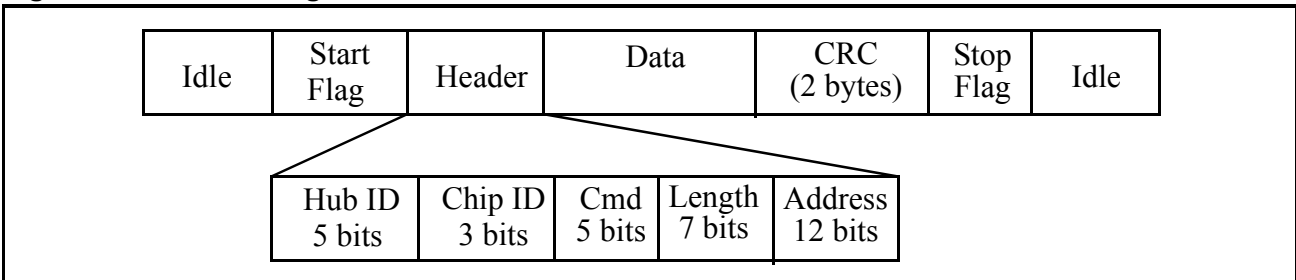 Idle
Start
Flag
Header
Data
CRC
(2 bytes)
Stop
Flag
Idle
Hub ID
5 bits
Chip ID
3 bits
Cmd
5 bits
Length
7 bits
Address
12 bits